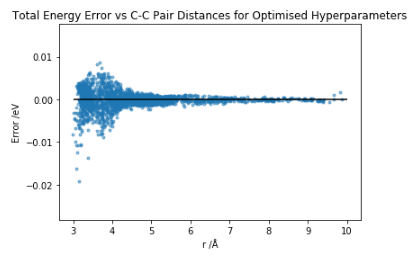 Total Energy Error vs C-C Pair Distances for Optimised Hyperparameters
0.01
0.00
−0.01
−0.02
Error /eV
3 4 5 6 7 8 9 10
r /Å